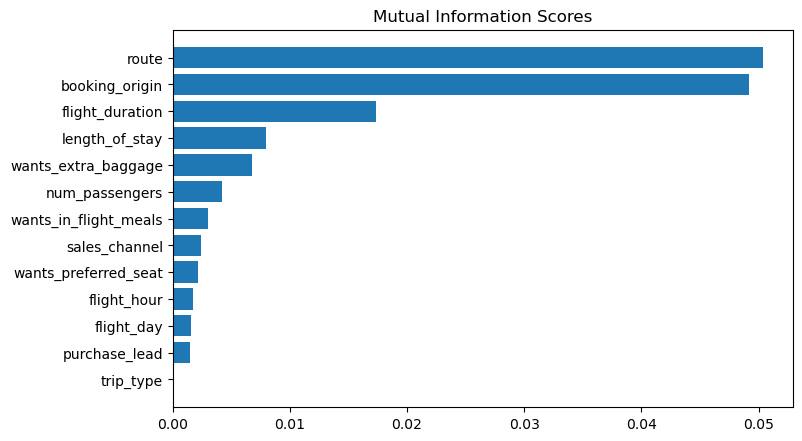 Mutual Information Scores
route
booking_origin
flight_duration
length_of_stay
wants_extra_baggage
num_passengers
wants_in_flight_meals
sales_channel
wants_preferred_seat
flight_hour
flight_day
purchase_lead
trip_type
0.00 0.01 0.02 0.03 0.04 0.05